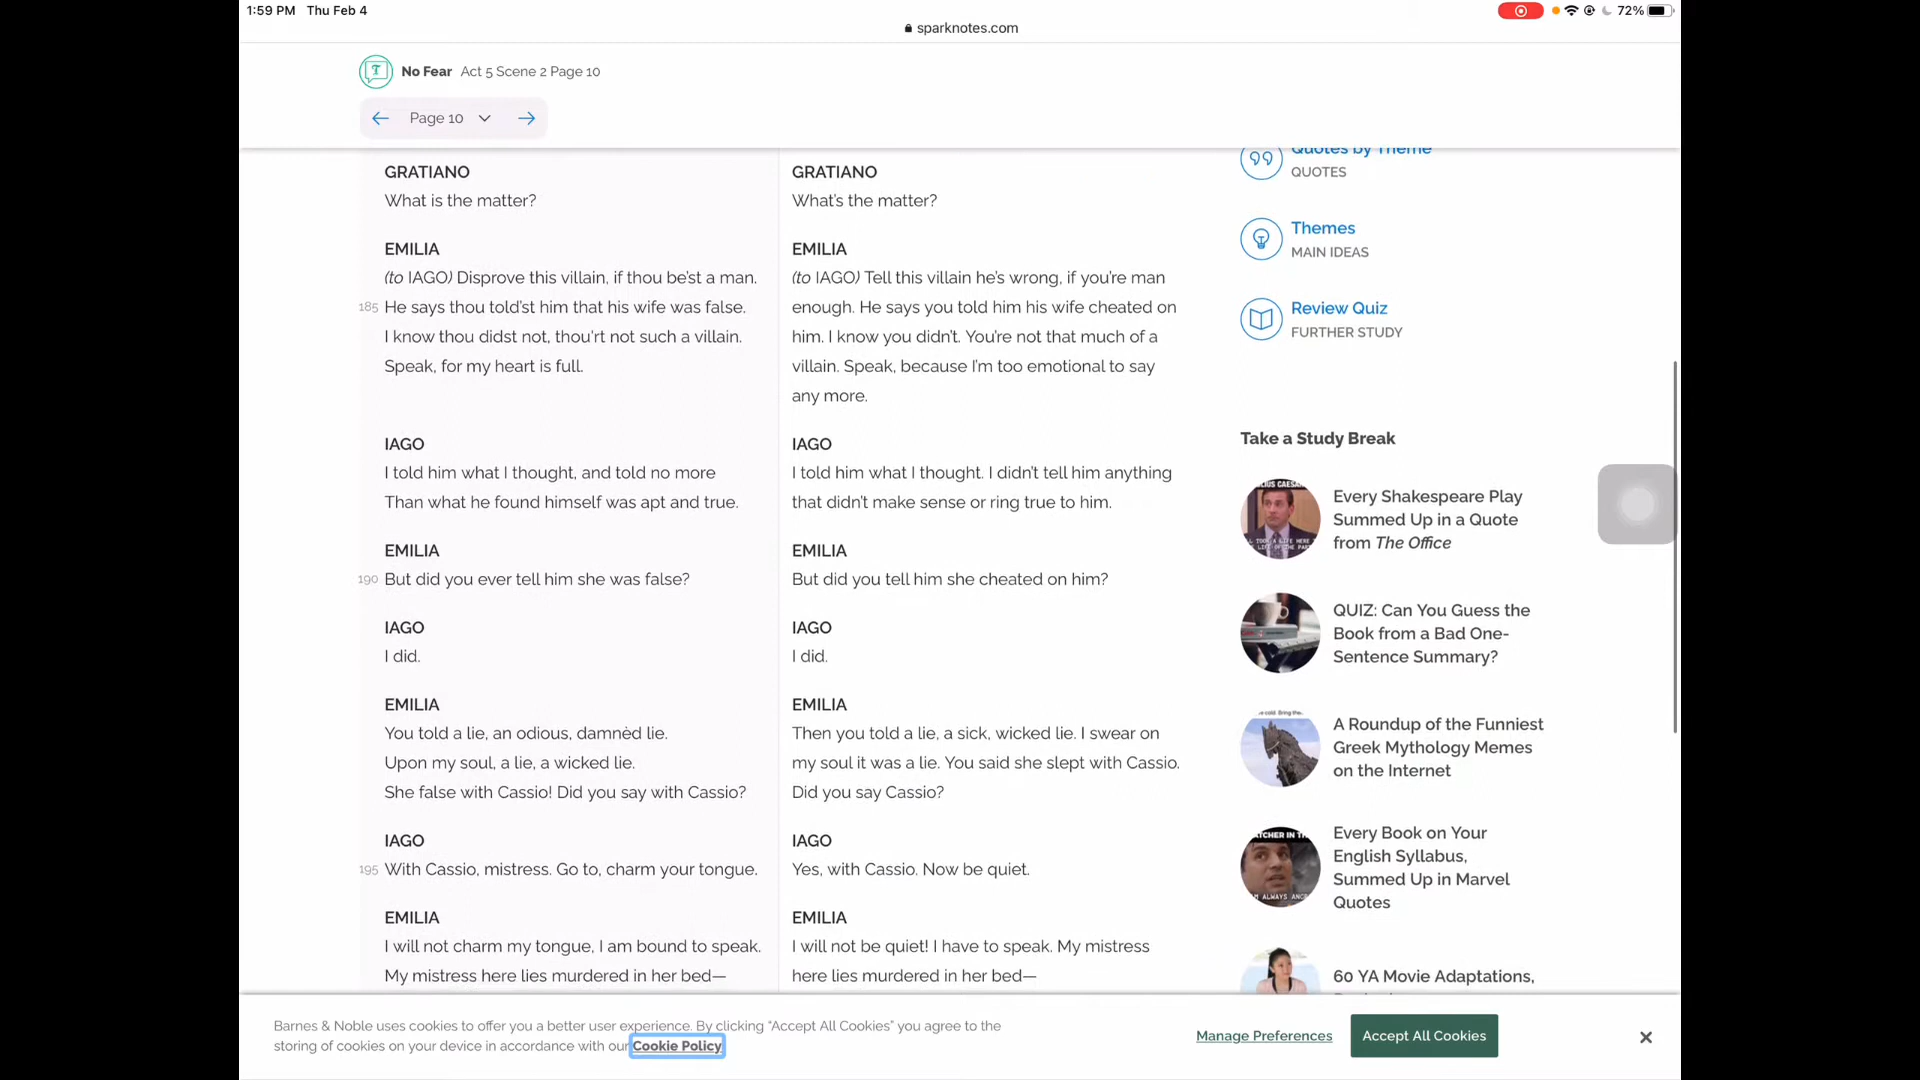 1:59 PM Thu Feb 4
72%
sparknotes.com
No Fear Act 5 Scene 2 Page 10
Page 10
GRATIANO
What is the matter?
EMILIA
(to IAGO) Disprove this villain, if thou be'st a man.
185 He says thou told'st him that his wife was false.
I know thou didst not, thou'rt not such a villain.
Speak, for my heart is full.
IAGO
I told him what I thought, and told no more
Than what he found himself was apt and true.
EMILIA
190 But did you ever tell him she was false?
IAGO
I did.
EMILIA
You told a lie, an odious, damnèd lie.
Upon my soul, a lie, a wicked lie.
She false with Cassio! Did you say with Cassio?
IAGO
195 With Cassio, mistress. Go to, charm your tongue.
EMILIA
I will not charm my tongue, I am bound to speak.
My mistress here lies murdered in her bed—
GRATIANO
What's the matter?
EMILIA
(to IAGO) Tell this villain he's wrong, if you're man
enough. He says you told him his wife cheated on
him. I know you didn't. You're not that much of a
villain. Speak, because I'm too emotional to say
any more.
IAGO
I told him what I thought. I didn't tell him anything
that didn't make sense or ring true to him.
EMILIA
But did you tell him she cheated on him?
IAGO
I did.
EMILIA
Then you told a lie, a sick, wicked lie. I swear on
my soul it was a lie. You said she slept with Cassio.
Did you say Cassio?
IAGO
Yes, with Cassio. Now be quiet.
EMILIA
I will not be quiet! I have to speak. My mistress
here lies murdered in her bed—
Quotes by Theme
QUOTES
Themes
MAIN IDEAS
Review Quiz
FURTHER STUDY
Take a Study Break
Every Shakespeare Play
Summed Up in a Quote
from The Office
QUIZ: Can You Guess the
Book from a Bad One-
Sentence Summary?
A Roundup of the Funniest
Greek Mythology Memes
on the Internet
Every Book on Your
English Syllabus,
Summed Up in Marvel
Quotes
60 YA Movie Adaptations,
Barnes & Noble uses cookies to offer you a better user experience. By clicking “Accept All Cookies” you agree to the
storing of cookies on your device in accordance with our Cookie Policy
Manage Preferences
Accept All Cookies